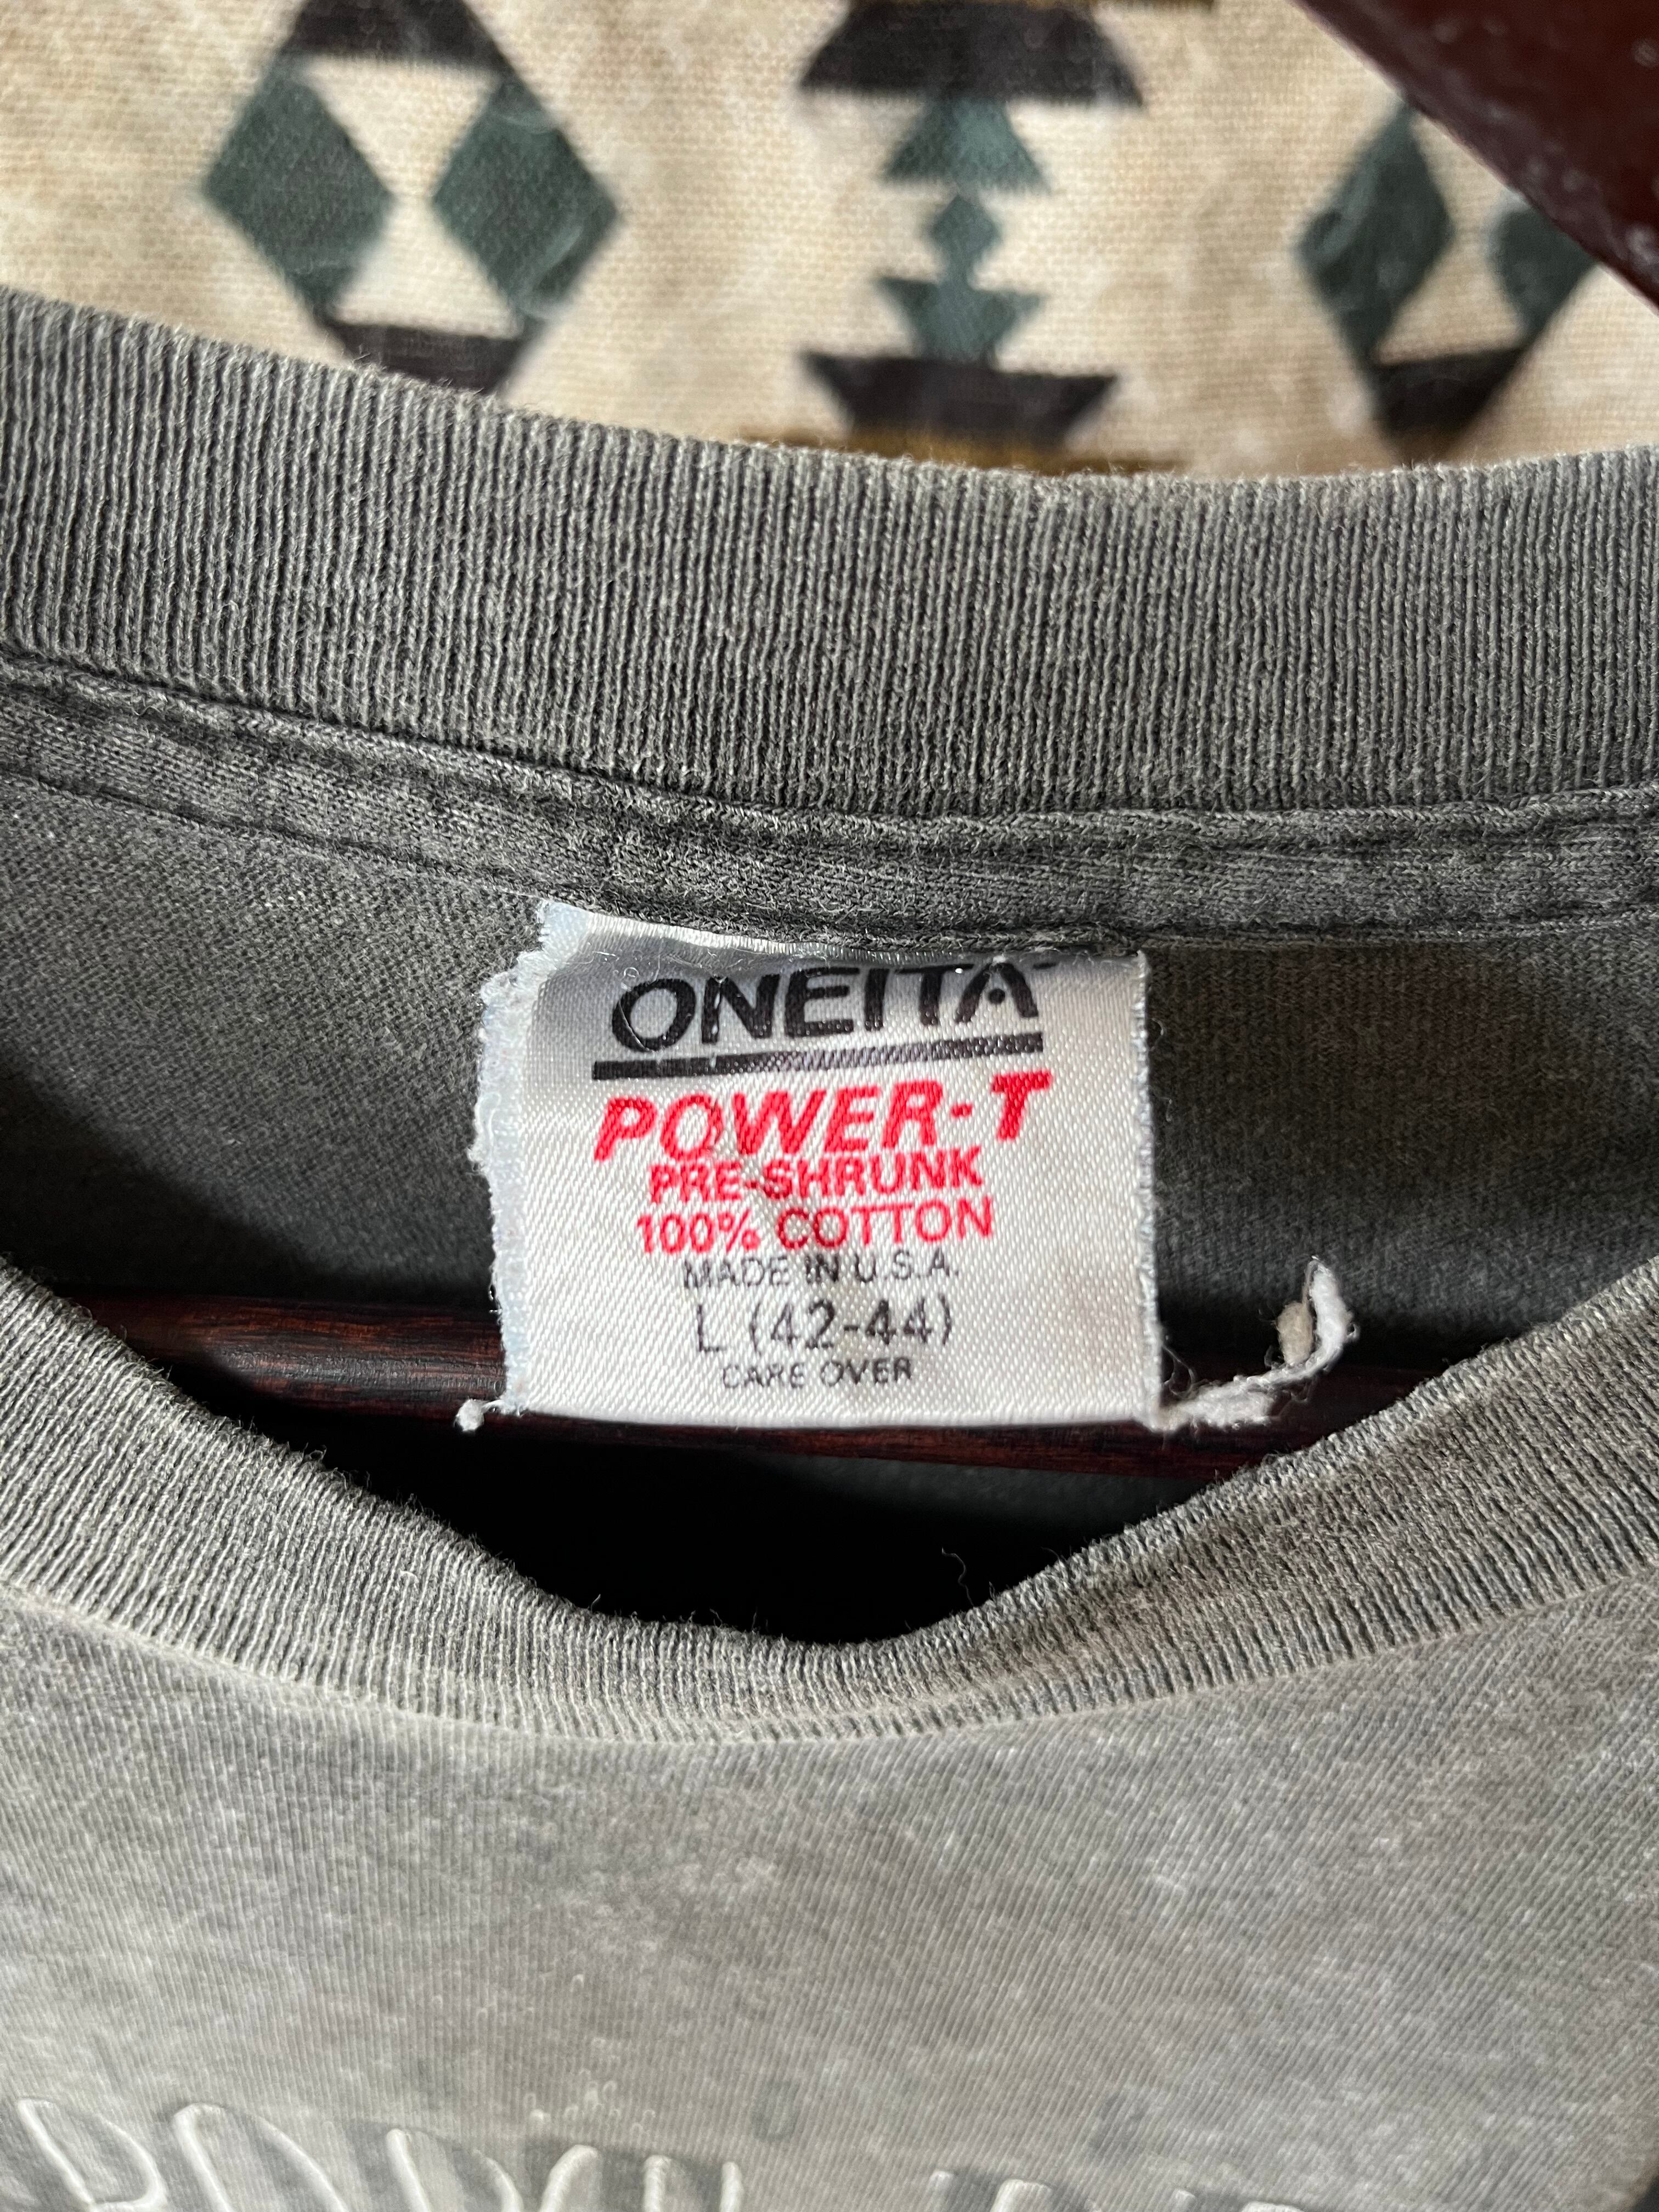 ONEITA
POWER-T
PRE-SHRUNK
100% COTTON
MADE IN U.S.A.
L (42-44)
CARE OVER